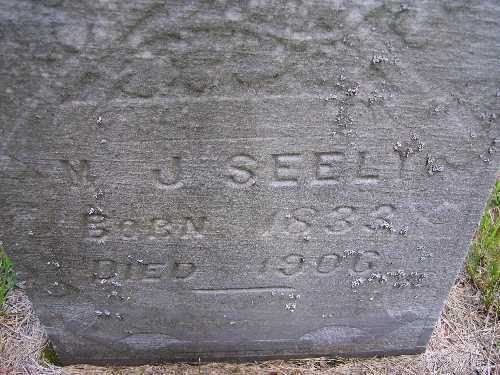 M J SEELY
BORN 1833
DIED 1906